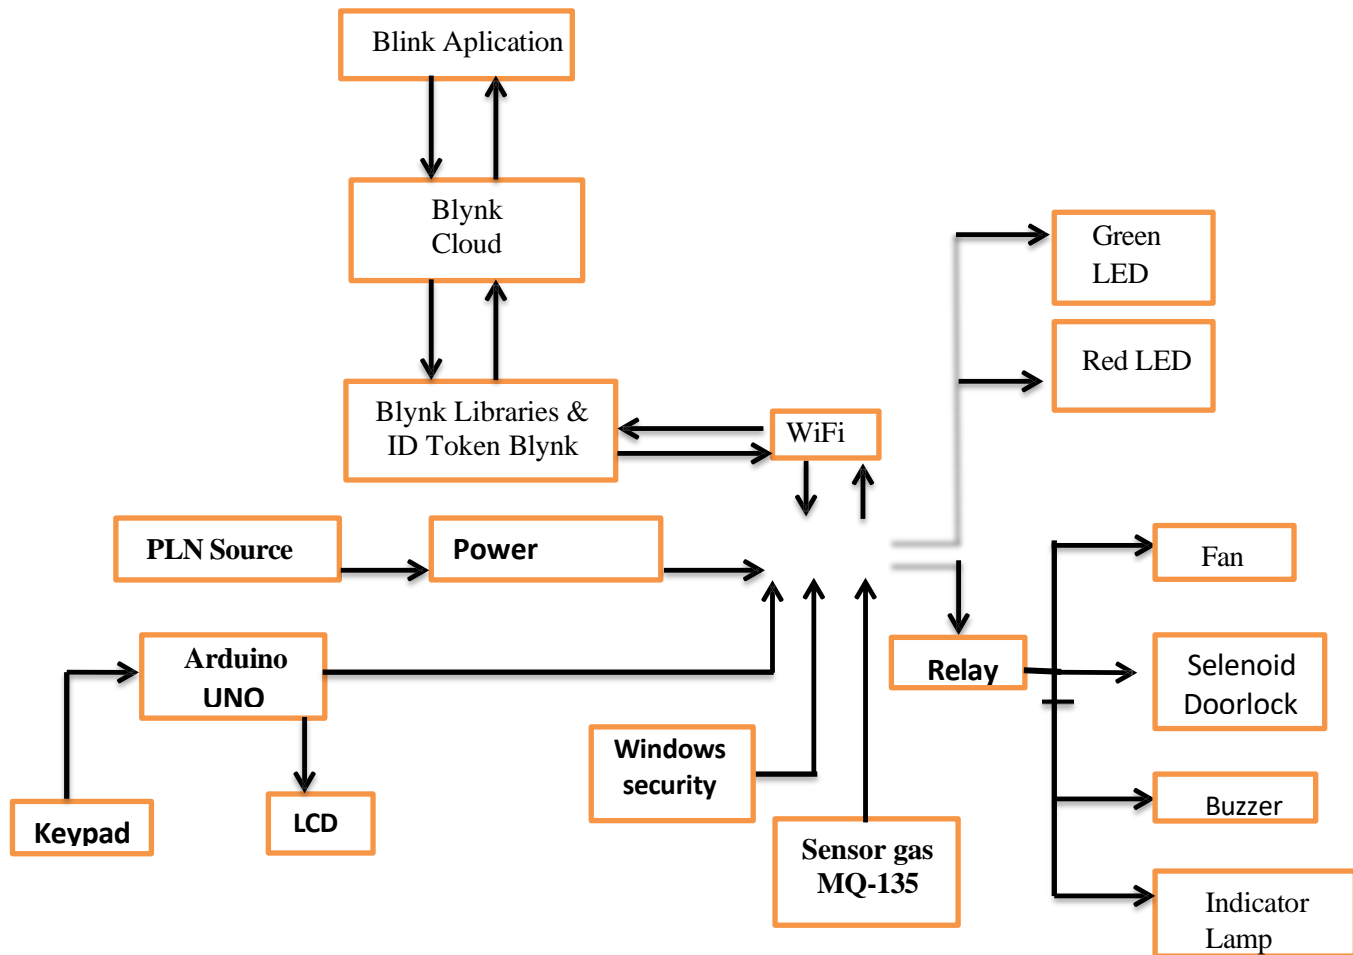 Blink Aplication
Blynk
Cloud
Green
LED
Red LED
Blynk Libraries &
ID Token Blynk
WiFi
PLN Source
Power
Fan
Arduino
UNO
Relay
Selenoid
Doorlock
Windows
security
Keypad
LCD
Buzzer
Sensor gas
MQ-135
Indicator
Lamp